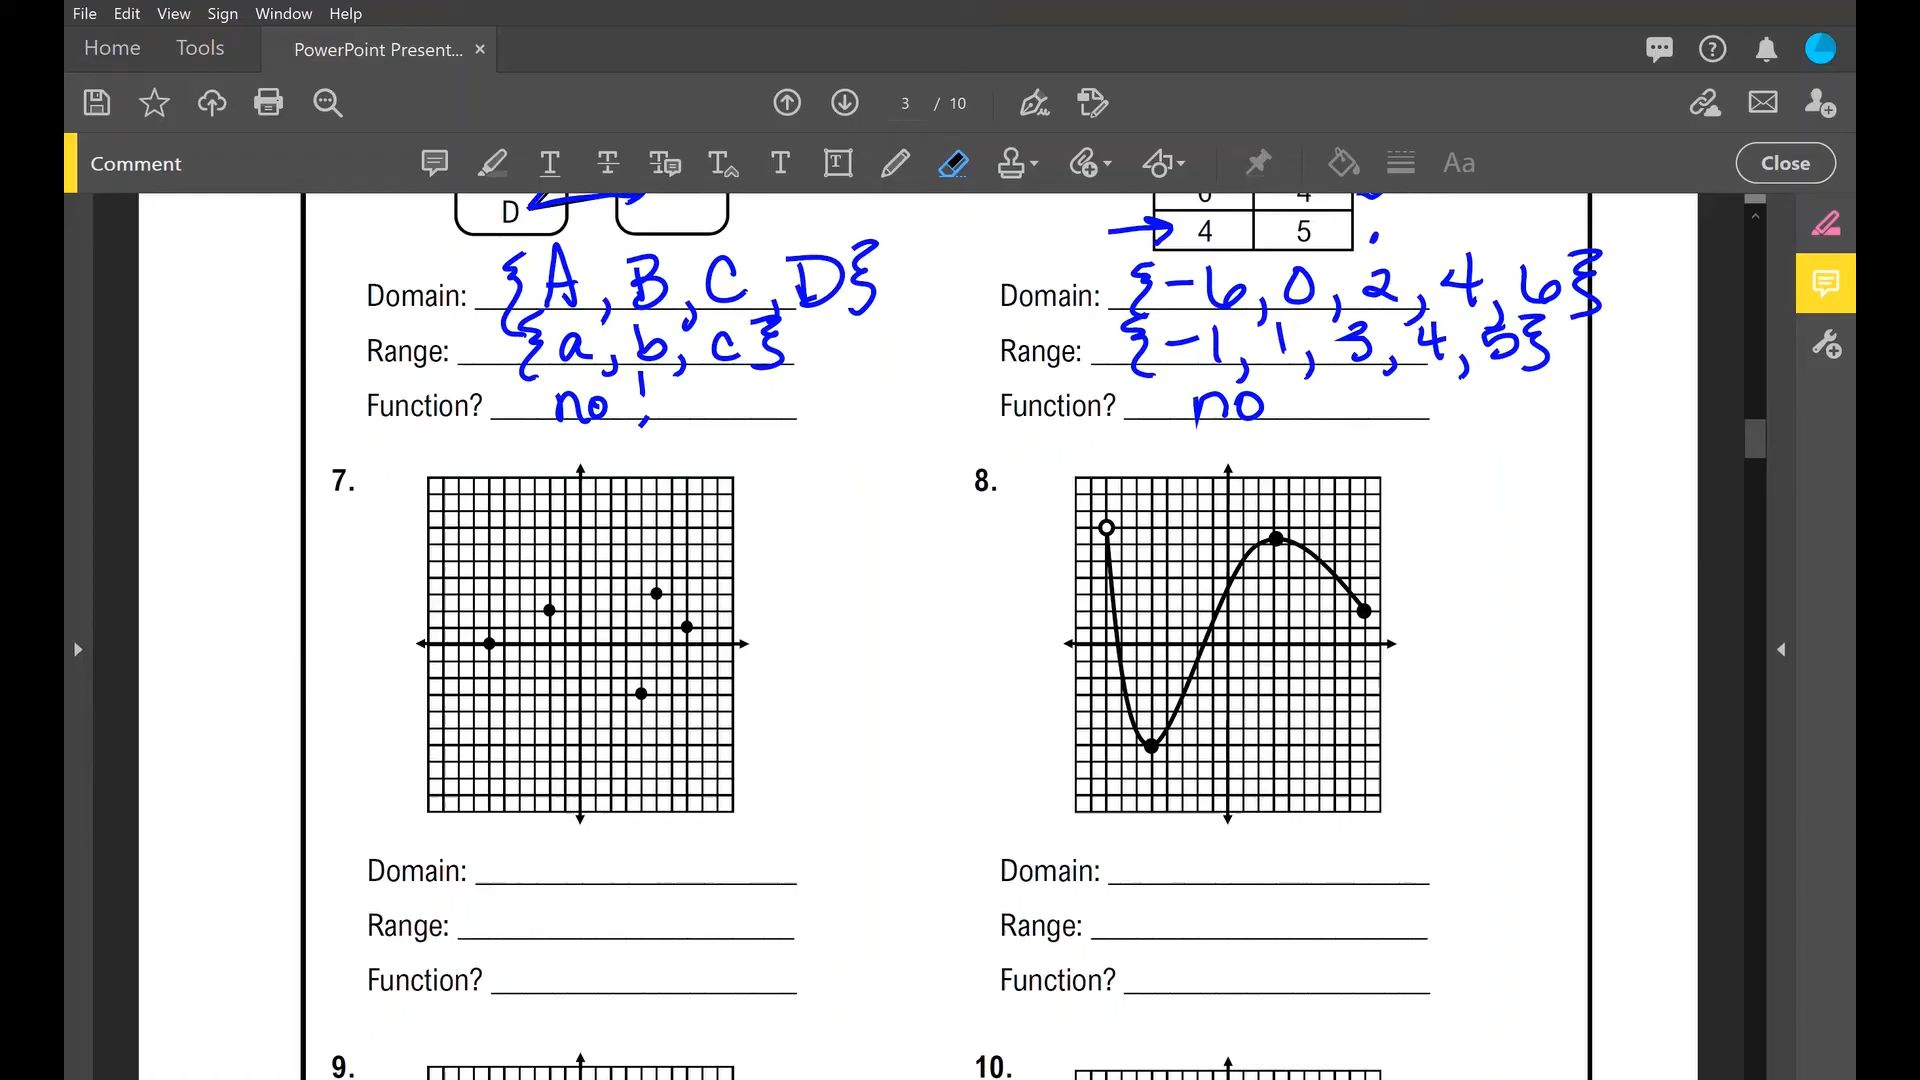 File Edit View Sign Window Help
Home Tools PowerPoint Present... ×
3 / 10
Comment Close
D
4 5
Domain: {A, B, C, D} Domain: {-6, 0, 2, 4, 6}
Range: {a, b, c} Range: {-1, 1, 3, 4, 5}
Function? no! Function? no
7. 8.
Domain: Domain:
Range: Range:
Function? Function?
9. 10.